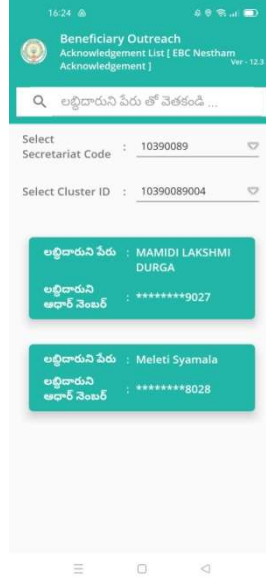 16:24
Beneficiary Outreach
Acknowledgement List [ EBC Nestham
Acknowledgement ]
Ver - 12.3
లబ్ధిదారుని పేరు తో వెతకండి ...
Select
Secretariat Code : 10390089
Select Cluster ID : 10390089004
లబ్ధిదారుని పేరు : MAMIDI LAKSHMI
DURGA
లబ్ధిదారుని
ఆధార్ నెంబర్ : ********9027
లబ్ధిదారుని పేరు : Meleti Syamala
లబ్ధిదారుని
ఆధార్ నెంబర్ : ********8028